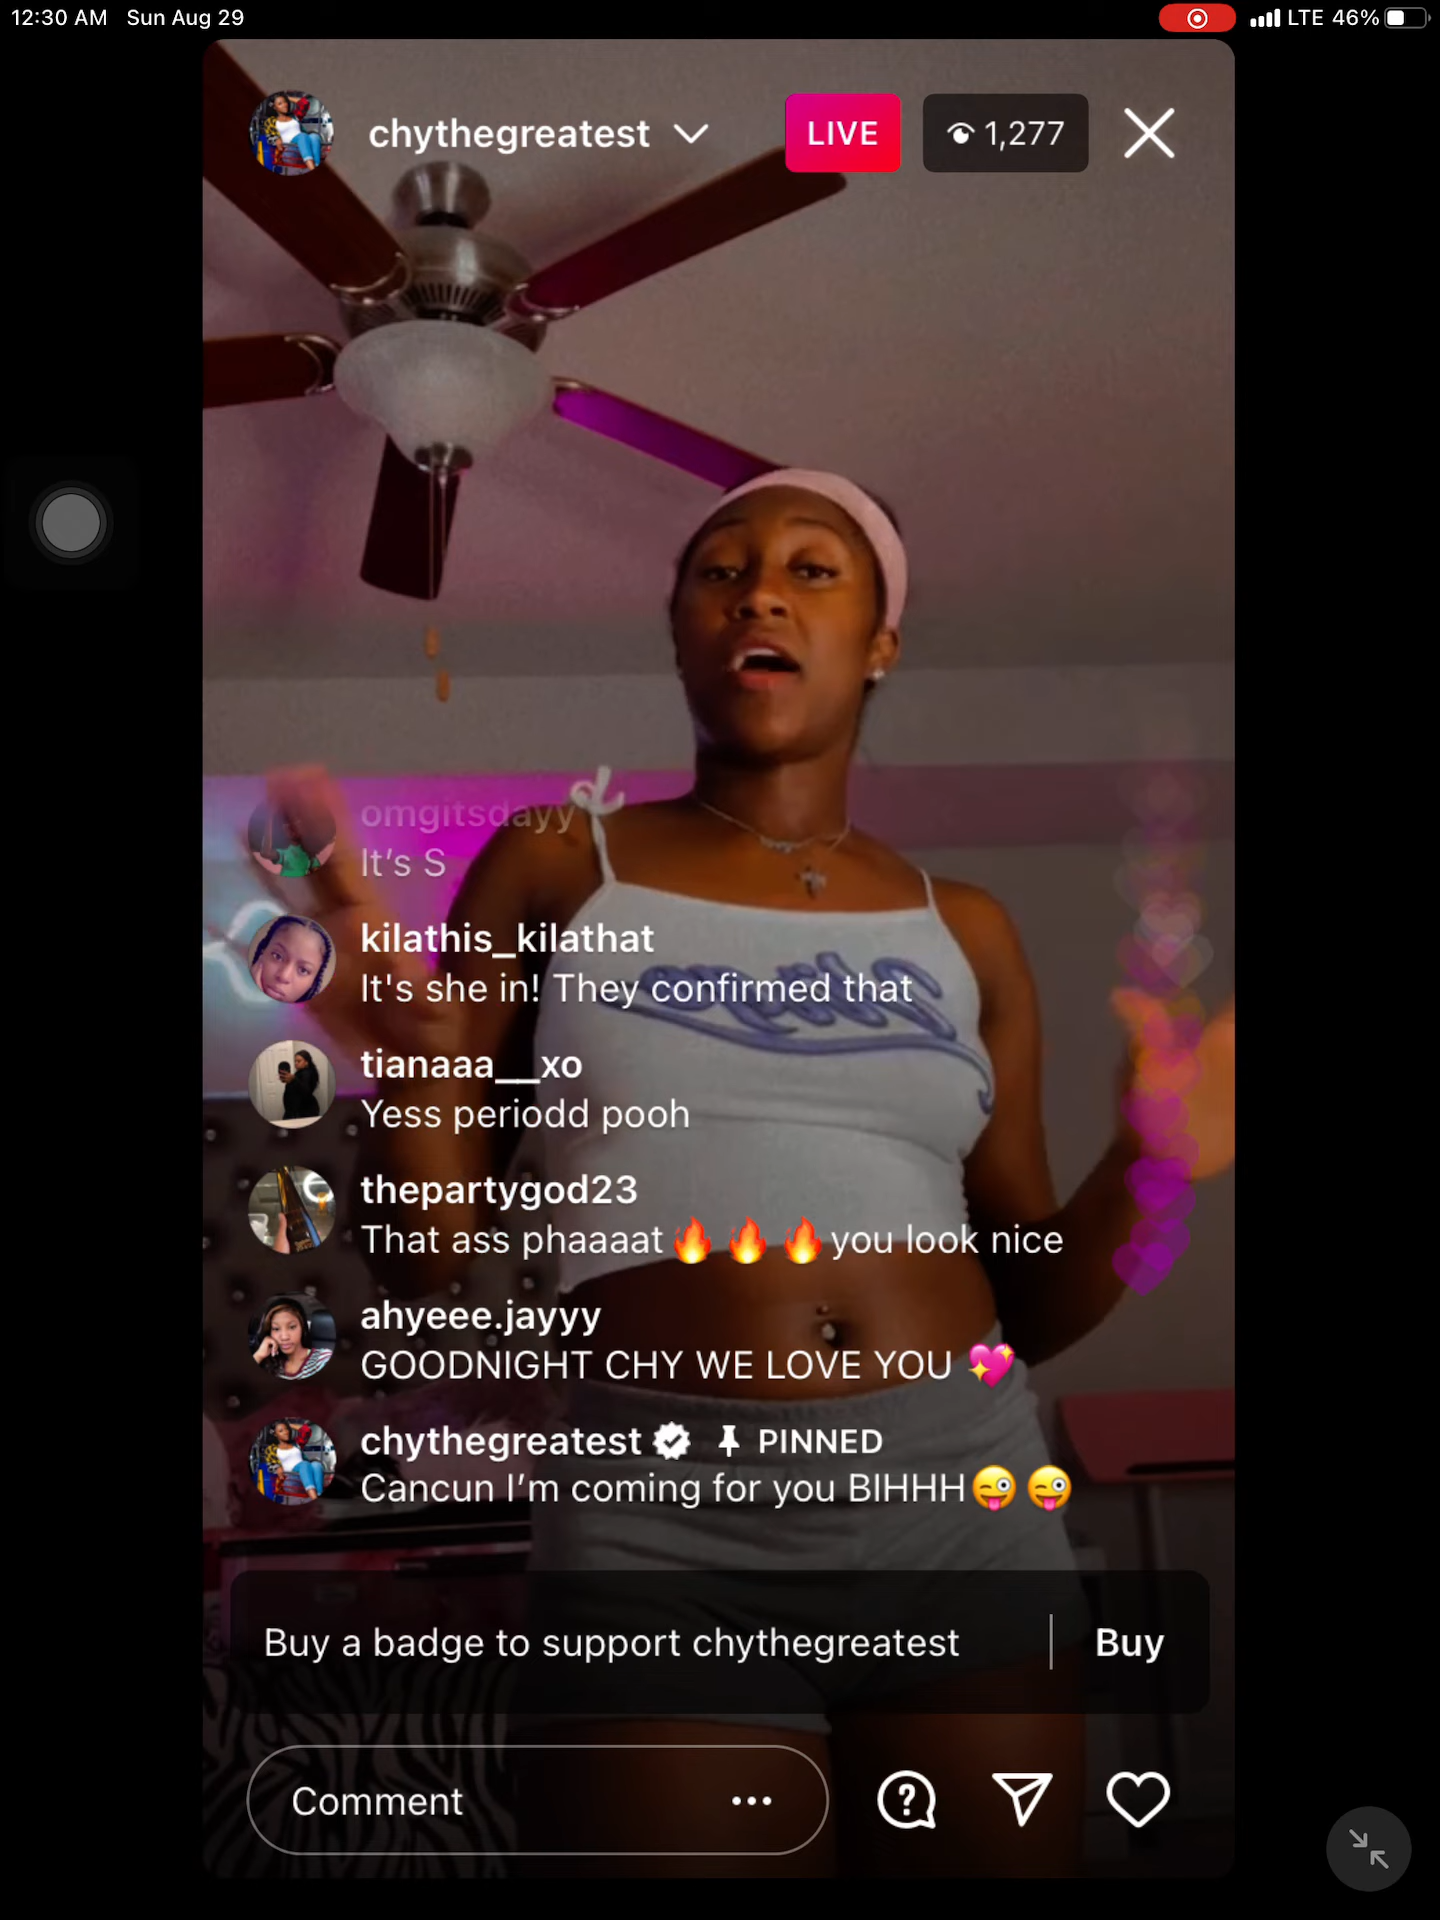 12:30 AM Sun Aug 29
LTE 46%
chythegreatest
LIVE
1,277
omgitsdayy
It’s S
kilathis_kilathat
It's she in! They confirmed that
tianaaa__xo
Yess periodd pooh
thepartygod23
That ass phaaaat🔥🔥🔥you look nice
ahyeee.jayyy
GOODNIGHT CHY WE LOVE YOU 💖
chythegreatest PINNED
Cancun I’m coming for you BIHHH😜😜
Buy a badge to support chythegreatest | Buy
Comment